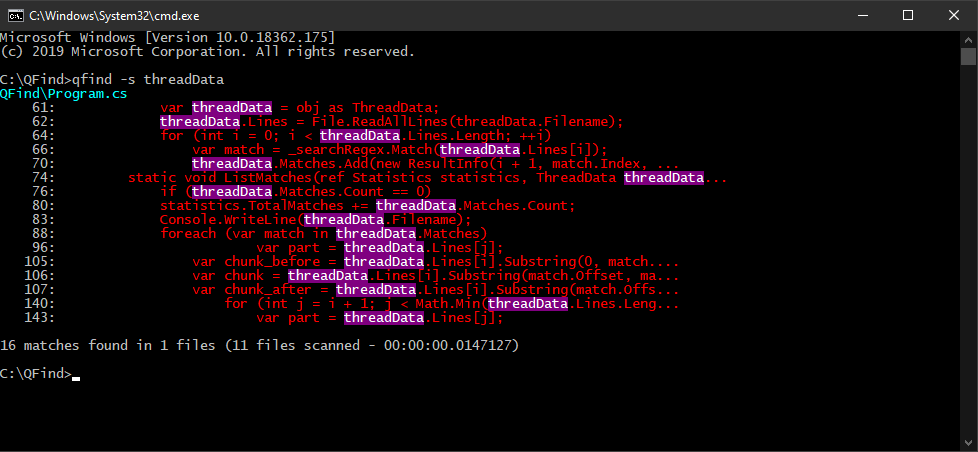 C:\Windows\System32\cmd.exe
Microsoft Windows [Version 10.0.18362.175]
(c) 2019 Microsoft Corporation. All rights reserved.
C:\QFind>qfind -s threadData
QFind\Program.cs
61: var threadData = obj as ThreadData;
62: threadData.Lines = File.ReadAllLines(threadData.Filename);
64: for (int i = 0; i < threadData.Lines.Length; ++i)
66: var match = _searchRegex.Match(threadData.Lines[i]);
70: threadData.Matches.Add(new ResultInfo(i + 1, match.Index, ...
74: static void ListMatches(ref Statistics statistics, ThreadData threadData...
76: if (threadData.Matches.Count == 0)
80: statistics.TotalMatches += threadData.Matches.Count;
83: Console.WriteLine(threadData.Filename);
88: foreach (var match in threadData.Matches)
96: var part = threadData.Lines[j];
105: var chunk_before = threadData.Lines[i].Substring(0, match....
106: var chunk = threadData.Lines[i].Substring(match.Offset, ma...
107: var chunk_after = threadData.Lines[i].Substring(match.Offs...
140: for (int j = i + 1; j < Math.Min(threadData.Lines.Leng...
143: var part = threadData.Lines[j];
16 matches found in 1 files (11 files scanned - 00:00:00.0147127)
C:\QFind>